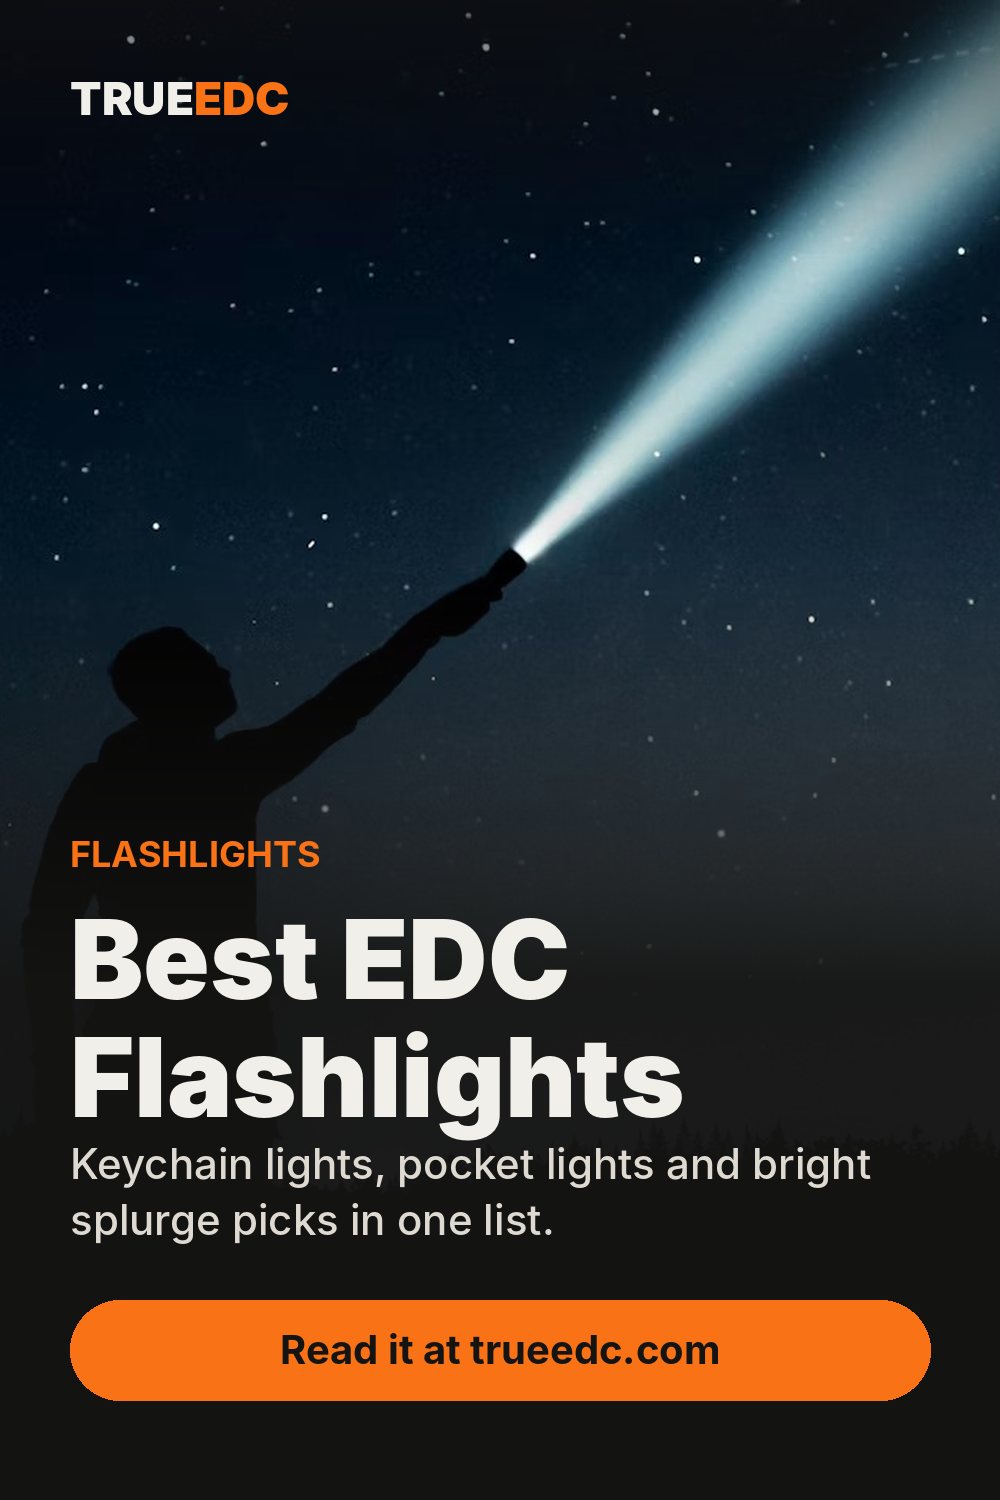 TRUEEDC
FLASHLIGHTS
Best EDC
Flashlights
Keychain lights, pocket lights and bright
splurge picks in one list.
Read it at trueedc.com